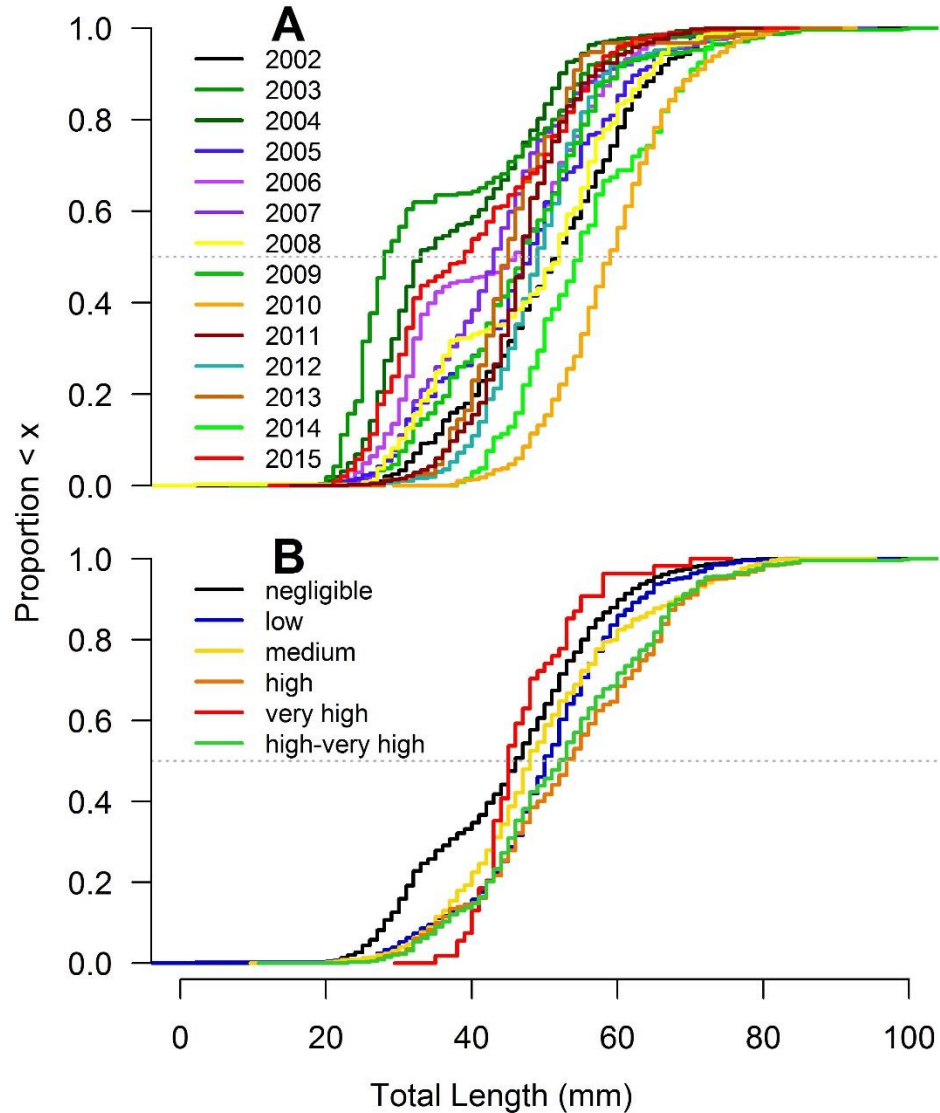 A
1.0
2002
2003
0.8
2004
2005
0.6
2006
2007
2008
0.4
2009
2010
2011
0.2
2012
2013
2014
0.0
2015
Proportion < x
B
1.0
negligible
low
0.8
medium
high
0.6
very high
high-very high
0.4
0.2
0.0
0 20 40 60 80 100
Total Length (mm)